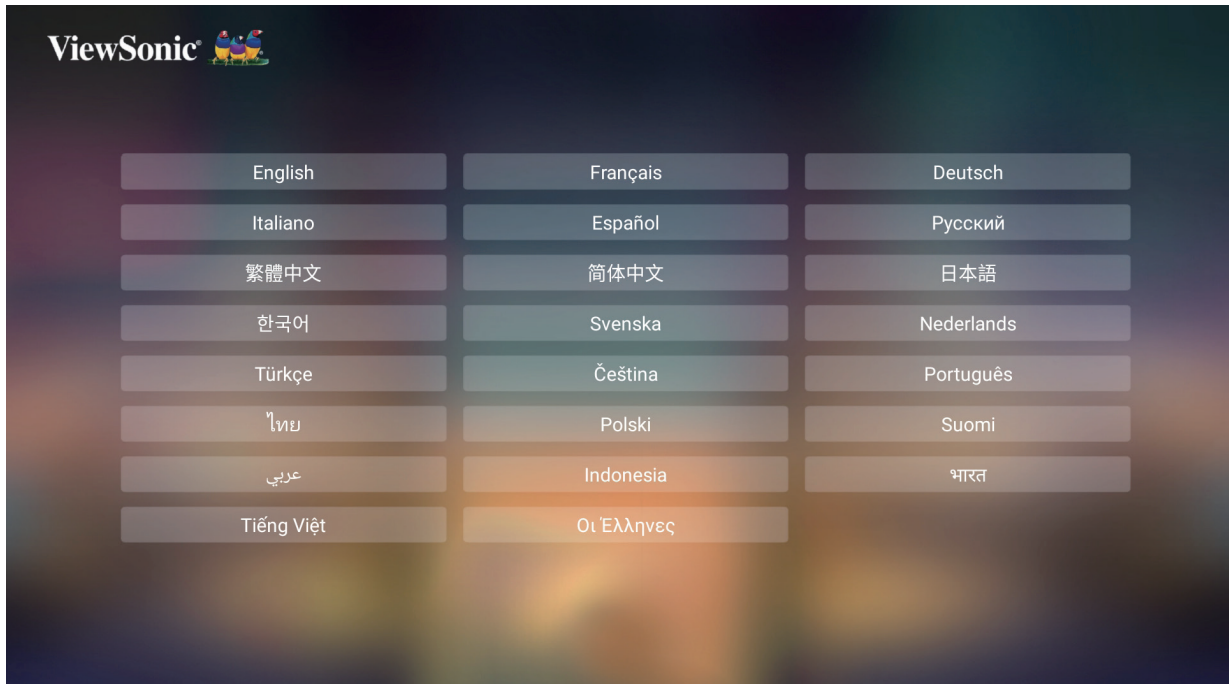 ViewSonic®
English Français Deutsch
Italiano Español Русский
繁體中文 简体中文 日本語
한국어 Svenska Nederlands
Türkçe Čeština Português
ไทย Polski Suomi
عربي Indonesia भारत
Tiếng Việt Οι Έλληνες